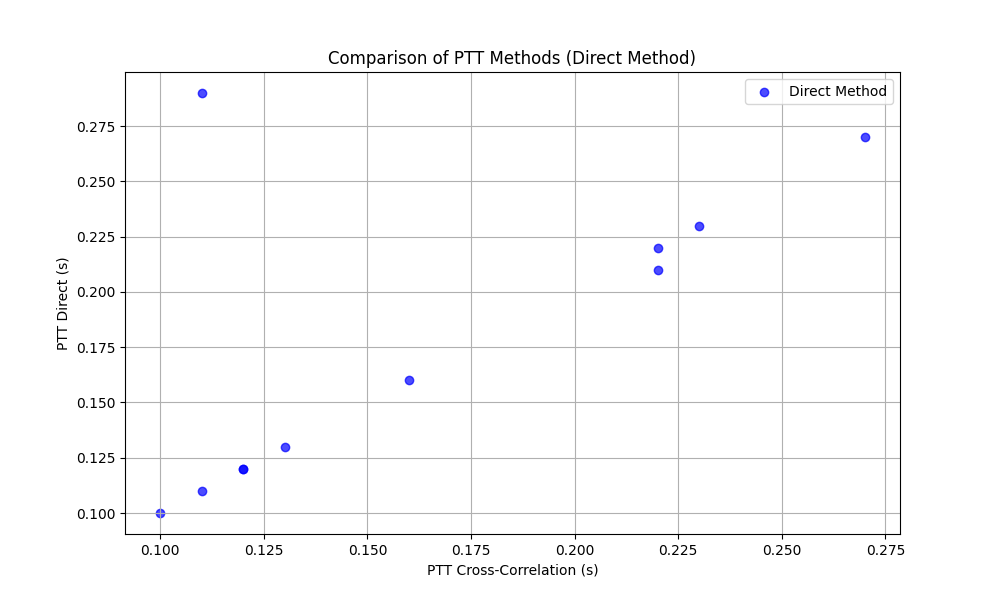 Comparison of PTT Methods (Direct Method)
Direct Method
PTT Direct (s)
0.275
0.250
0.225
0.200
0.175
0.150
0.125
0.100
0.100 0.125 0.150 0.175 0.200 0.225 0.250 0.275
PTT Cross-Correlation (s)